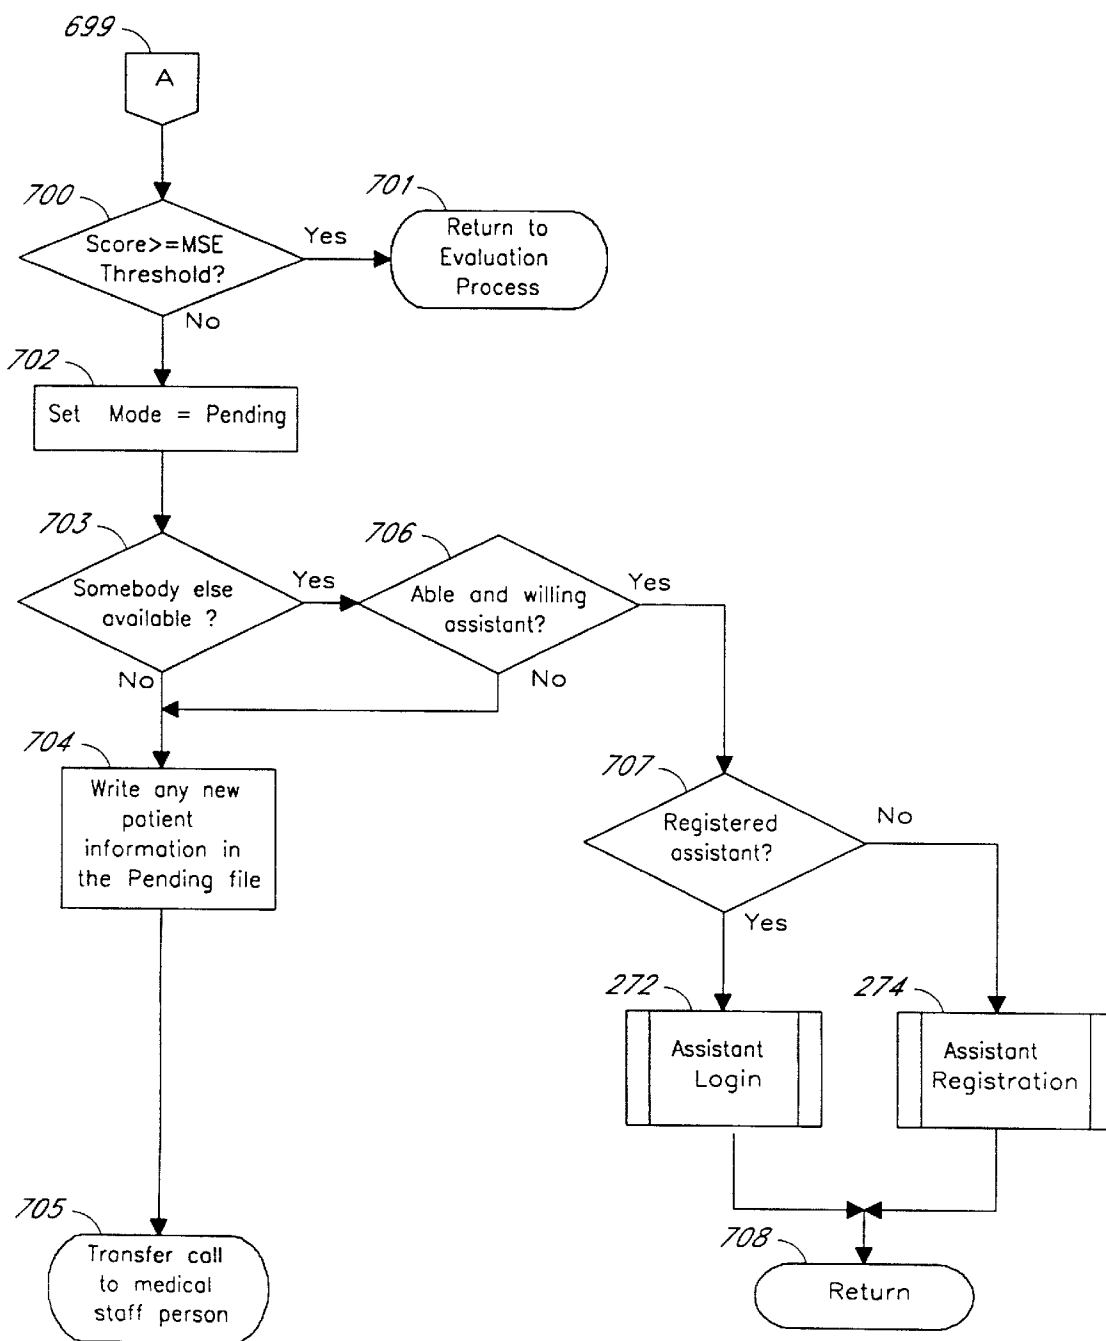 699
A
700
Score>=MSE
Threshold?
Yes
No
701
Return to
Evaluation
Process
702
Set Mode = Pending
703
Somebody else
available ?
Yes
No
706
Able and willing
assistant?
Yes
No
704
Write any new
patient
information in
the Pending file
707
Registered
assistant?
No
Yes
272
Assistant
Login
274
Assistant
Registration
705
Transfer call
to medical
staff person
708
Return